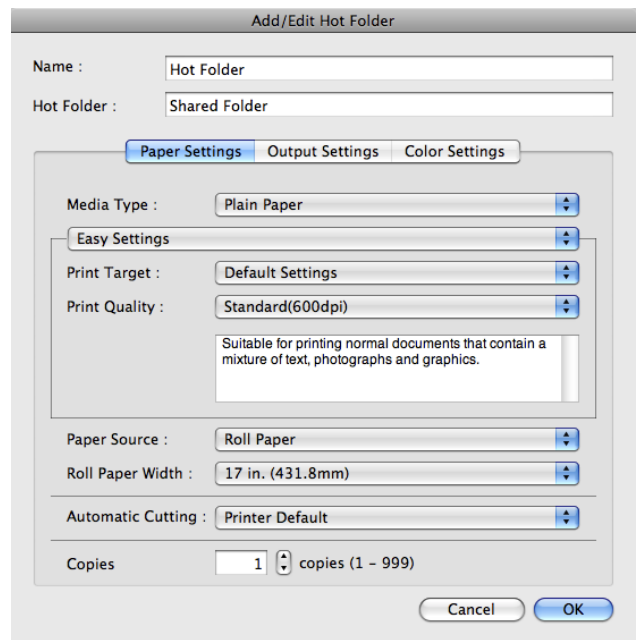 Add/Edit Hot Folder
Name : Hot Folder
Hot Folder : Shared Folder
Paper Settings Output Settings Color Settings
Media Type : Plain Paper
Easy Settings
Print Target : Default Settings
Print Quality : Standard(600dpi)
Suitable for printing normal documents that contain a
mixture of text, photographs and graphics.
Paper Source : Roll Paper
Roll Paper Width : 17 in. (431.8mm)
Automatic Cutting : Printer Default
Copies 1 copies (1 – 999)
Cancel OK